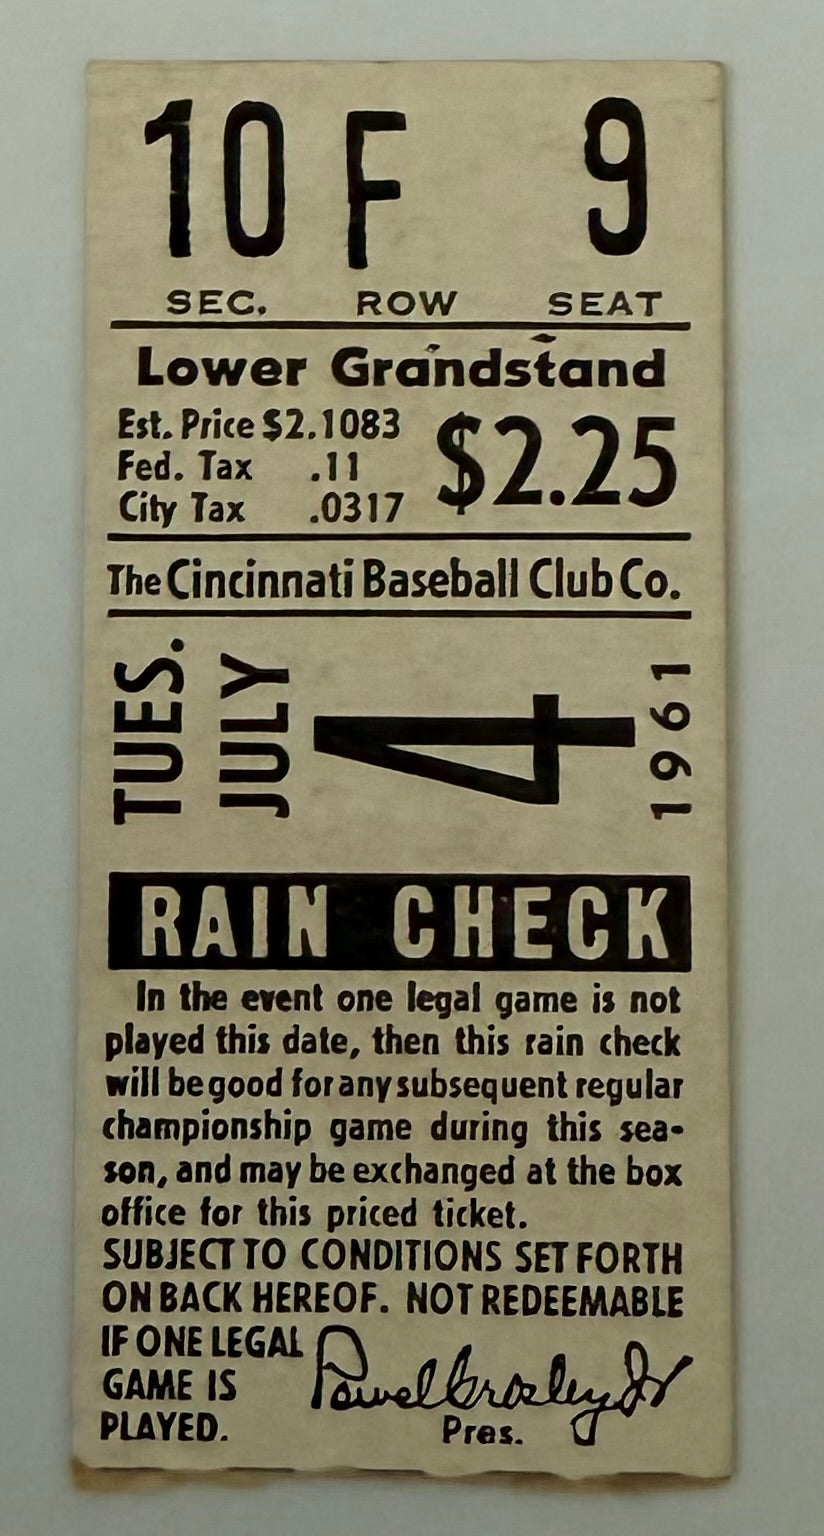 10 F 9
SEC. ROW SEAT
Lower Grandstand
Est. Price $2.1083
Fed. Tax .11
City Tax .0317
$2.25
The Cincinnati Baseball Club Co.
TUES.
JULY
4
1961
RAIN CHECK
In the event one legal game is not
played this date, then this rain check
will be good for any subsequent regular
championship game during this sea-
son, and may be exchanged at the box
office for this priced ticket.
SUBJECT TO CONDITIONS SET FORTH
ON BACK HEREOF. NOT REDEEMABLE
IF ONE LEGAL
GAME IS
PLAYED.
Powel Crosley Jr
Pres.